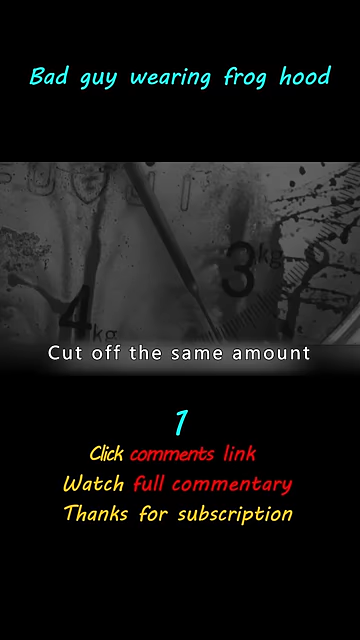 Bad guy wearing frog hood
3kg
4kg
Cut off the same amount
1
Click comments link
Watch full commentary
Thanks for subscription